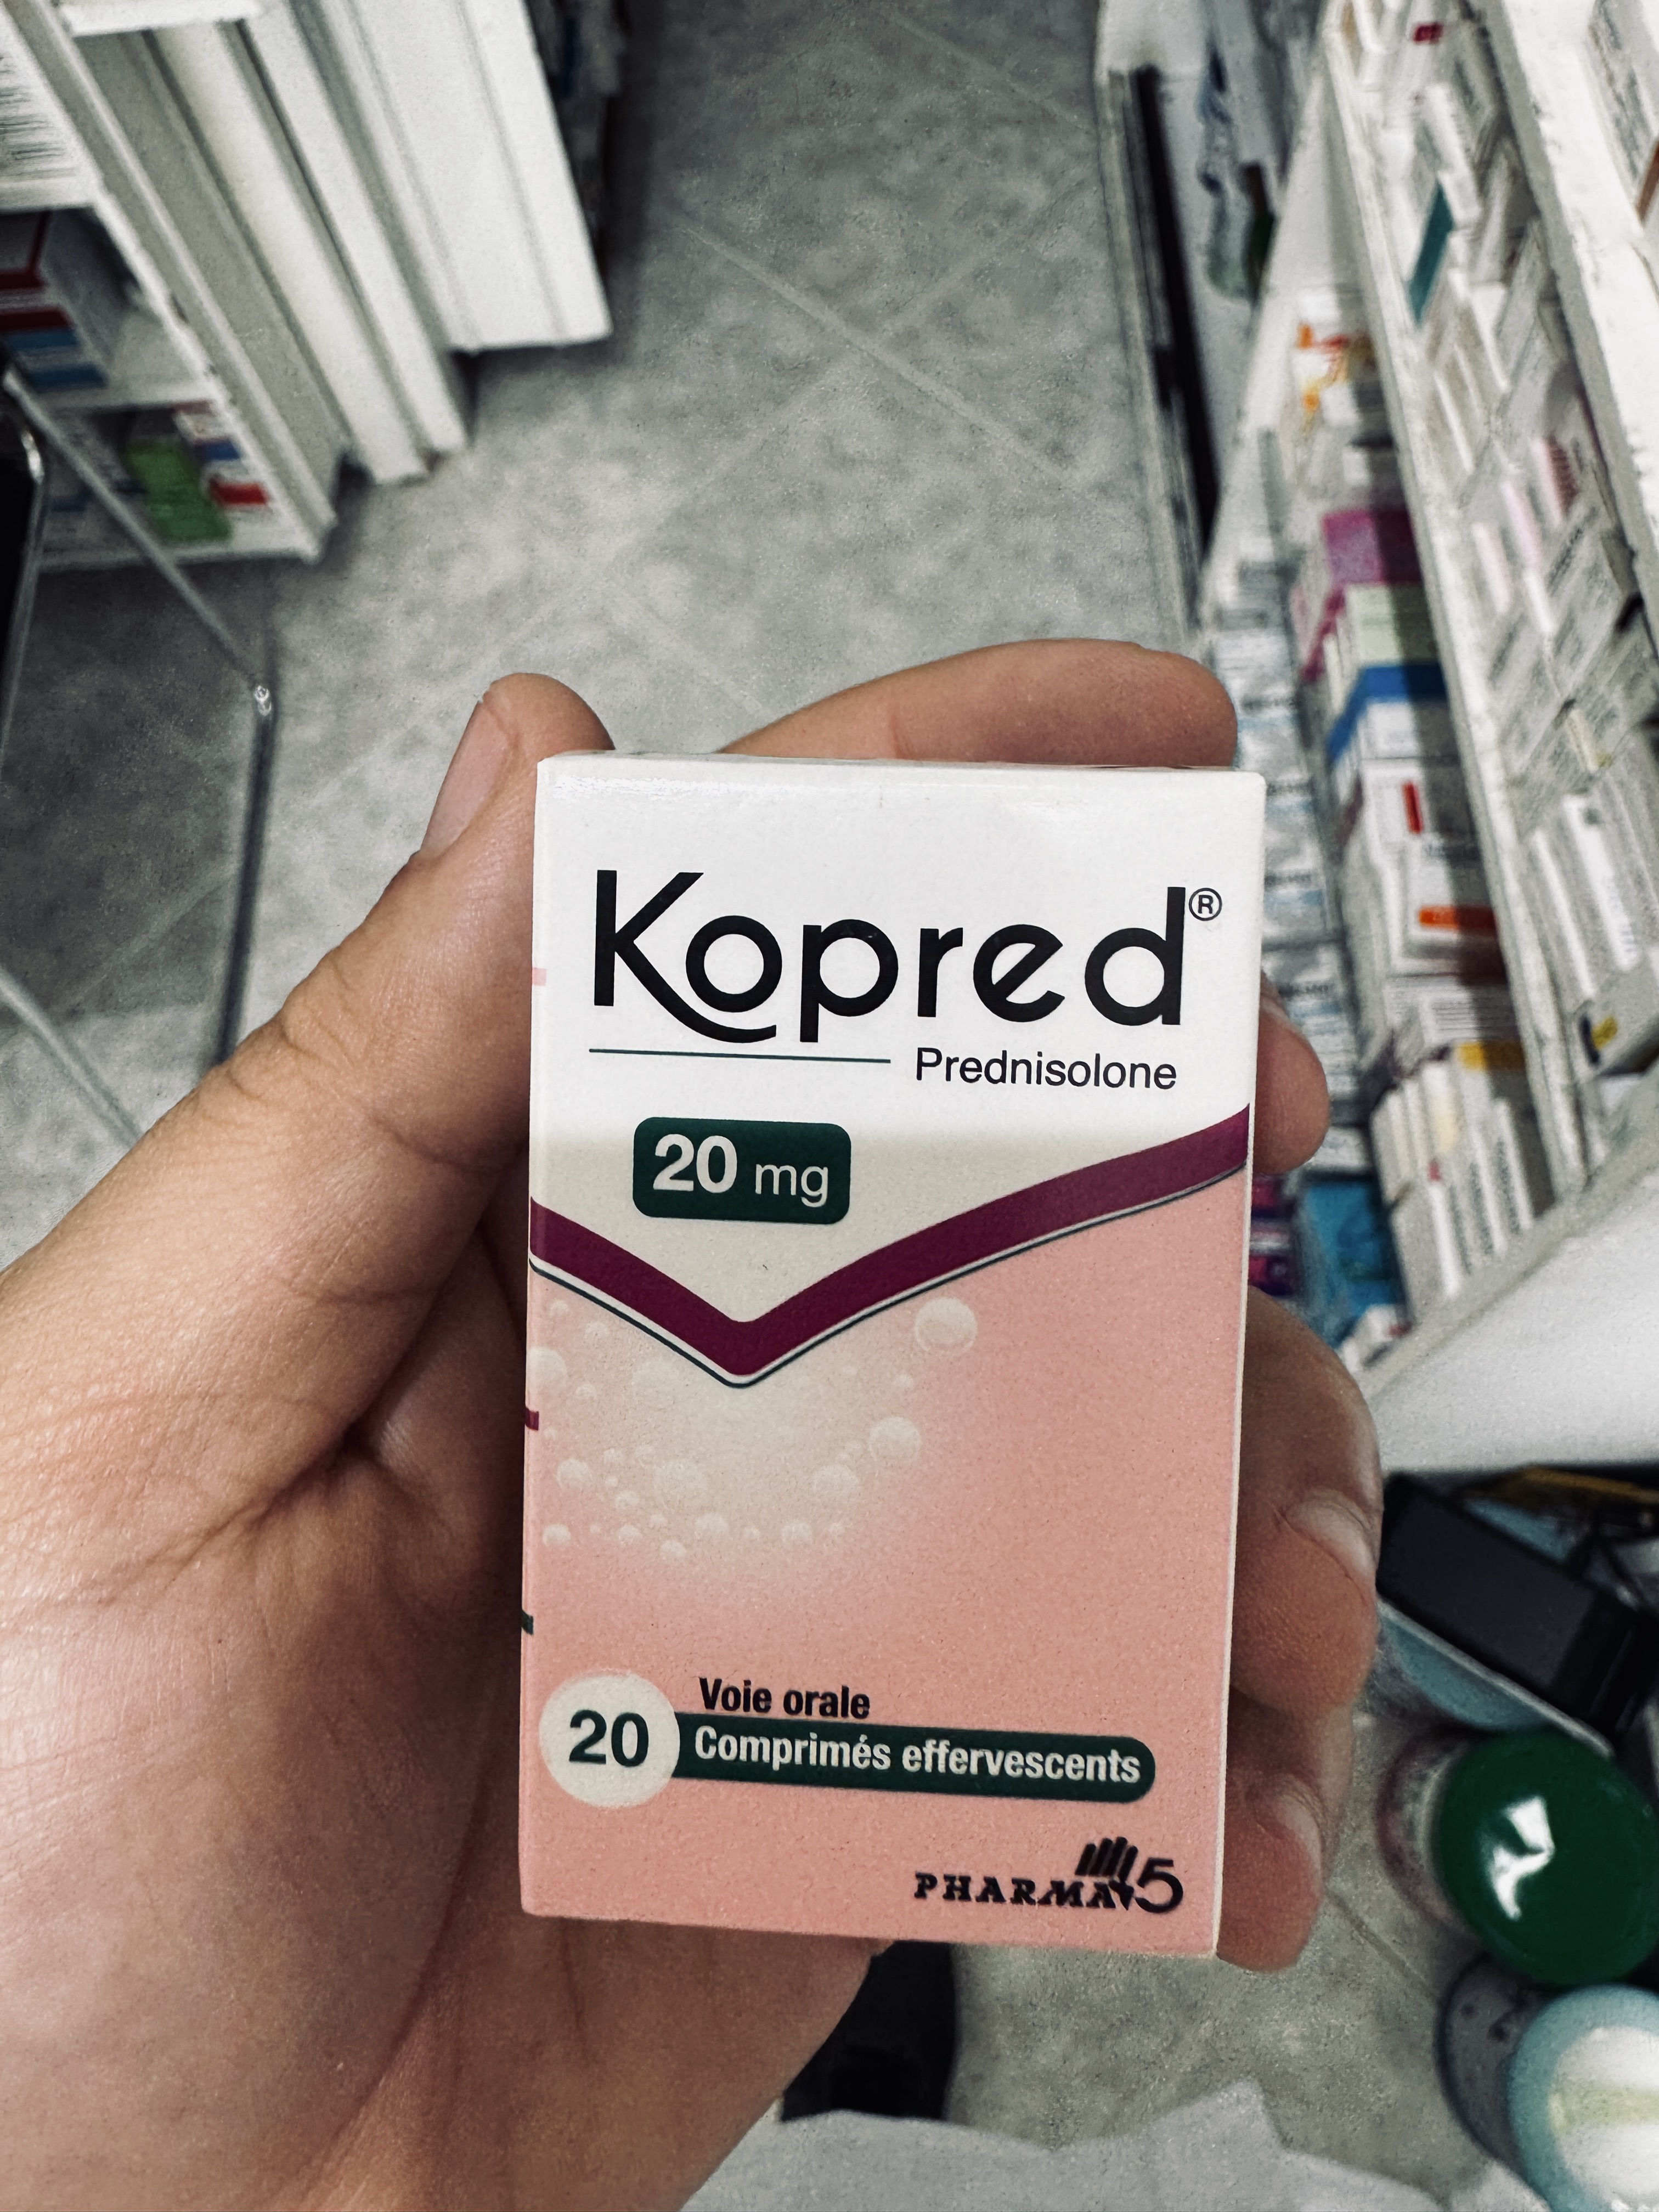 Kopred®
Prednisolone
20 mg
Voie orale
20 Comprimés effervescents
PHARMA 5